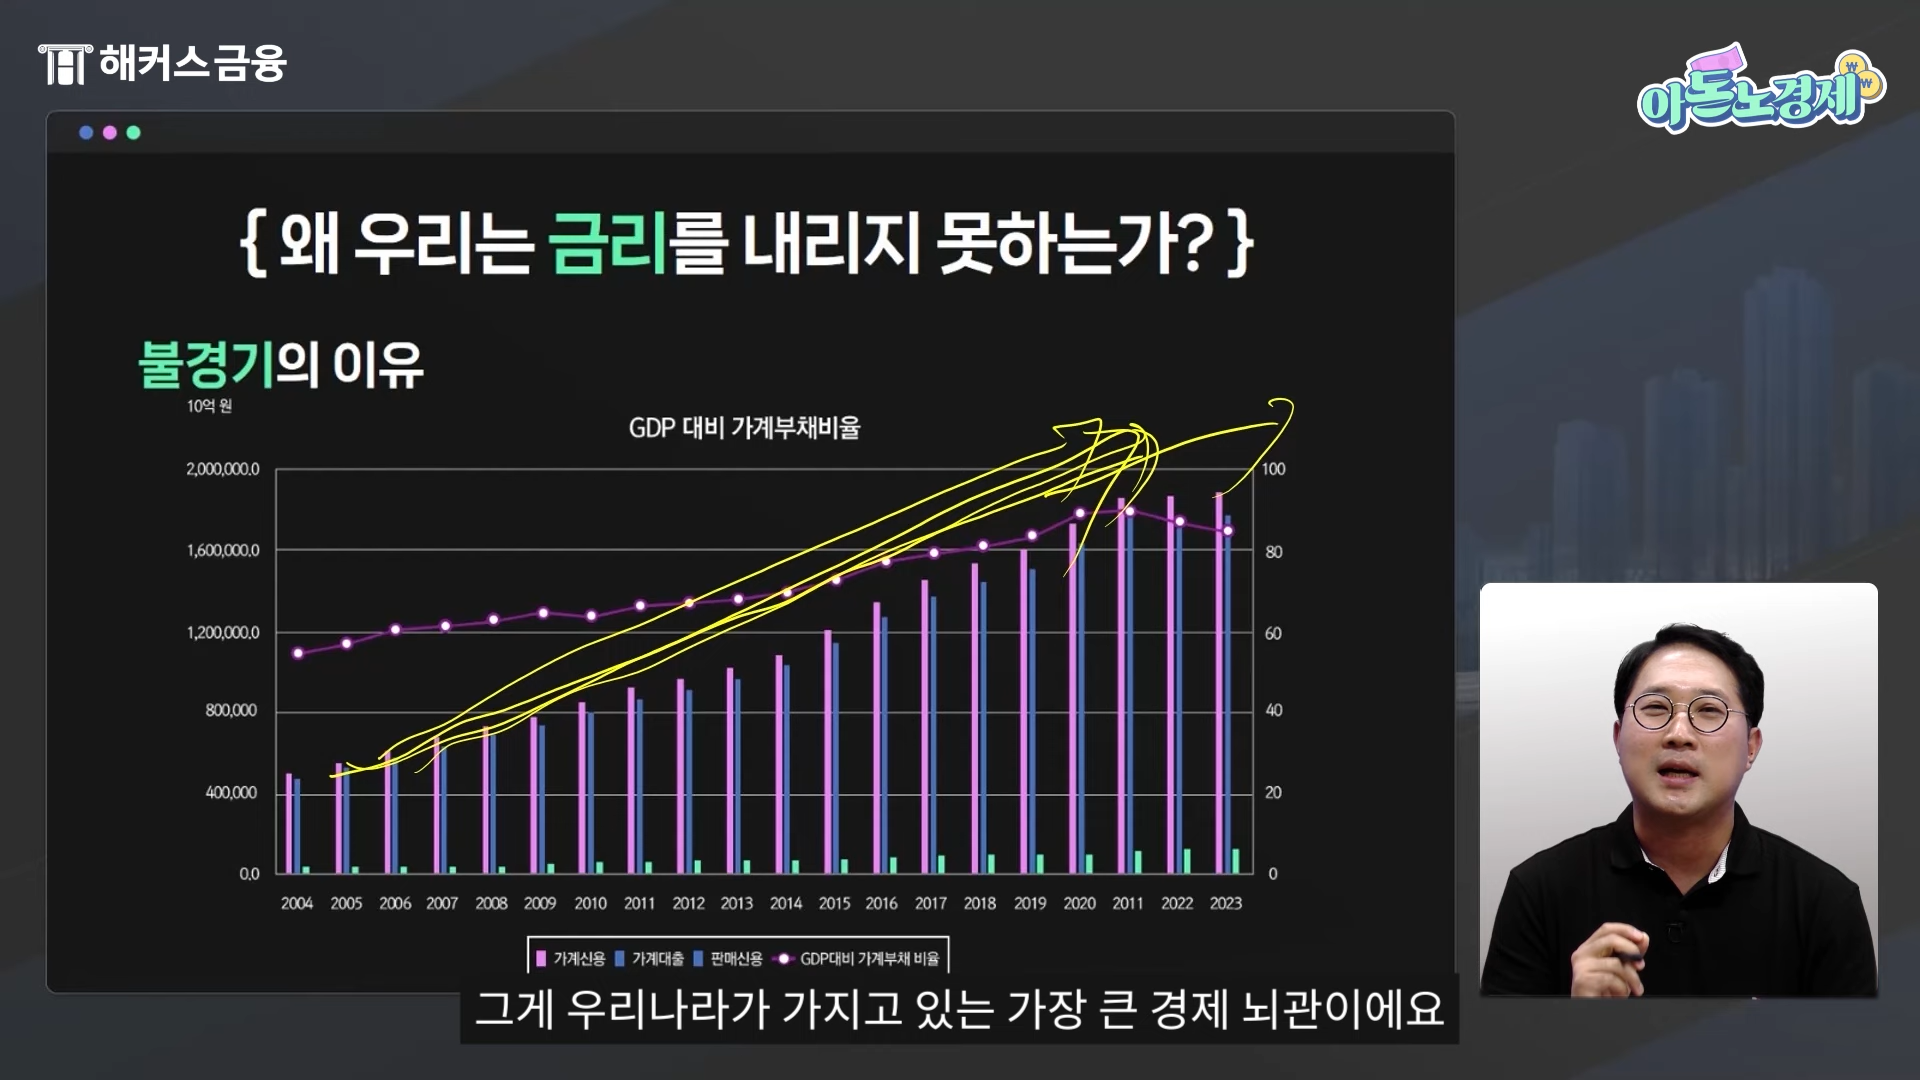 해커스금융
아돈노경제
{ 왜 우리는 금리를 내리지 못하는가? }
불경기의 이유
10억 원
GDP 대비 가계부채비율
2,000,000.0
1,600,000.0
1,200,000.0
800,000
400,000
0.0
100
80
60
40
20
0
2004 2005 2006 2007 2008 2009 2010 2011 2012 2013 2014 2015 2016 2017 2018 2019 2020 2011 2022 2023
가계신용 가계대출 판매신용 GDP대비 가계부채 비율
그게 우리나라가 가지고 있는 가장 큰 경제 뇌관이에요